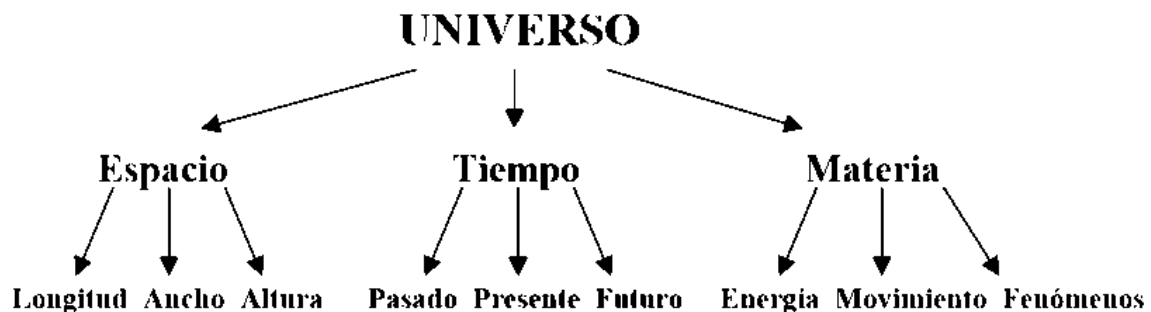 UNIVERSO
Espacio Tiempo Materia
Longitud Ancho Altura Pasado Presente Futuro Energía Movimiento Fenómenos